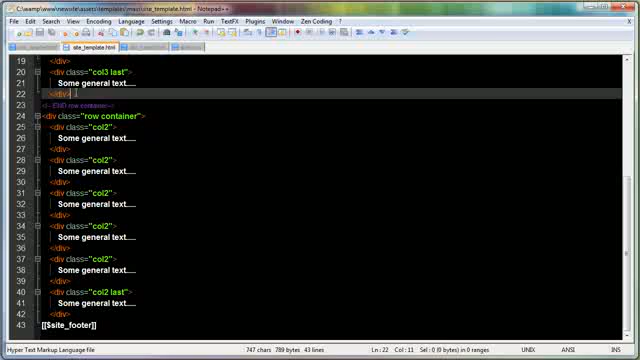 C:\wamp\www\newsite\assets\templates\main\site_template.html - Notepad++
File Edit Search View Encoding Language Settings Macro Run TextFX Plugins Window Zen Coding ?
site_template.html
19 </div>
20 <div class="col3 last">
21 Some general text.....
22 </div>
23 <!-- END row container-->
24 <div class="row container">
25 <div class="col2">
26 Some general text.....
27 </div>
28 <div class="col2">
29 Some general text.....
30 </div>
31 <div class="col2">
32 Some general text.....
33 </div>
34 <div class="col2">
35 Some general text.....
36 </div>
37 <div class="col2">
38 Some general text.....
39 </div>
40 <div class="col2 last">
41 Some general text.....
42 </div>
43 [[$site_footer]]
Hyper Text Markup Language file 747 chars 789 bytes 43 lines Ln : 22 Col : 11 Sel : 0 (0 bytes) in 0 ranges UNIX ANSI INS